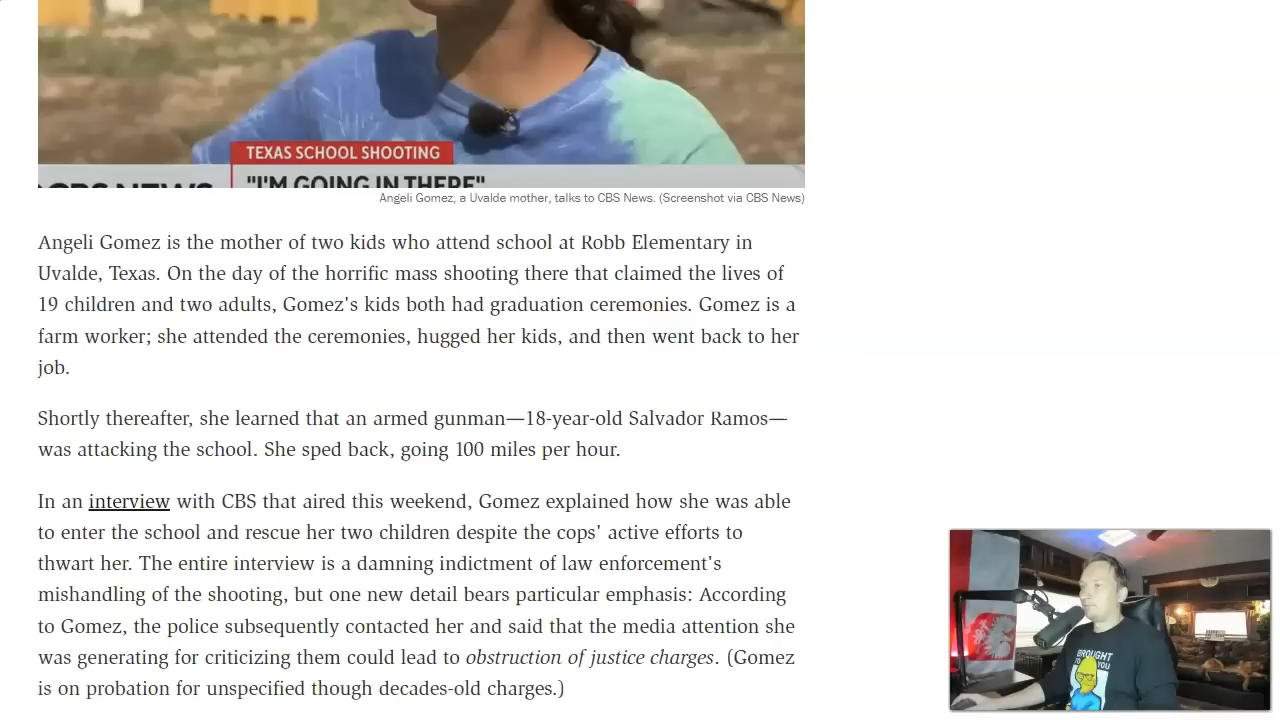 TEXAS SCHOOL SHOOTING
CBS NEWS
"I'M GOING IN THERE"
Angeli Gomez, a Uvalde mother, talks to CBS News. (Screenshot via CBS News)
Angeli Gomez is the mother of two kids who attend school at Robb Elementary in
Uvalde, Texas. On the day of the horrific mass shooting there that claimed the lives of
19 children and two adults, Gomez's kids both had graduation ceremonies. Gomez is a
farm worker; she attended the ceremonies, hugged her kids, and then went back to her
job.
Shortly thereafter, she learned that an armed gunman—18-year-old Salvador Ramos—
was attacking the school. She sped back, going 100 miles per hour.
In an interview with CBS that aired this weekend, Gomez explained how she was able
to enter the school and rescue her two children despite the cops' active efforts to
thwart her. The entire interview is a damning indictment of law enforcement's
mishandling of the shooting, but one new detail bears particular emphasis: According
to Gomez, the police subsequently contacted her and said that the media attention she
was generating for criticizing them could lead to obstruction of justice charges. (Gomez
is on probation for unspecified though decades-old charges.)
BROUGHT
TO YOU